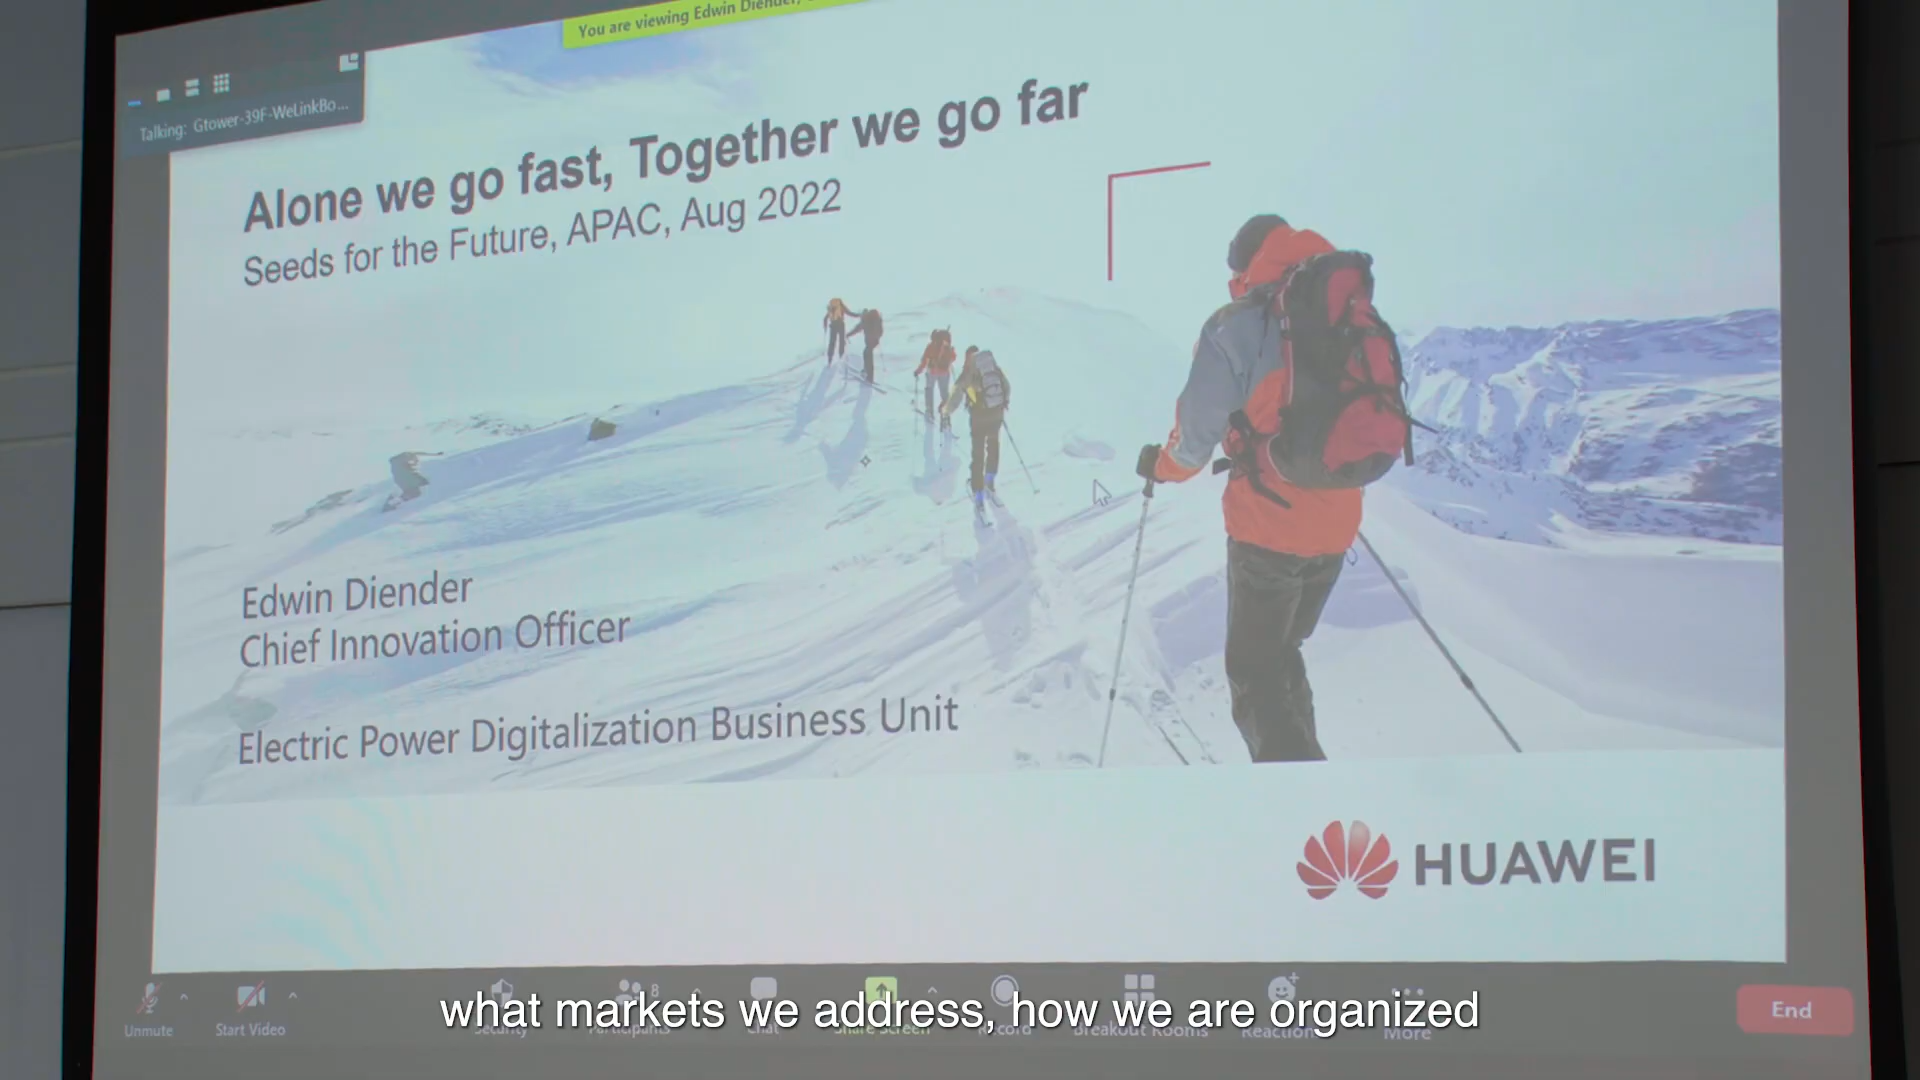 You are viewing Edwin Diender,
Talking: Gtower-39F-WeLinkBo...
Alone we go fast, Together we go far
Seeds for the Future, APAC, Aug 2022
Edwin Diender
Chief Innovation Officer
Electric Power Digitalization Business Unit
HUAWEI
Unmute
Start Video
Security
Participants
8
Chat
Share Screen
Record
Breakout Rooms
Reactions
More
End
what markets we address, how we are organized